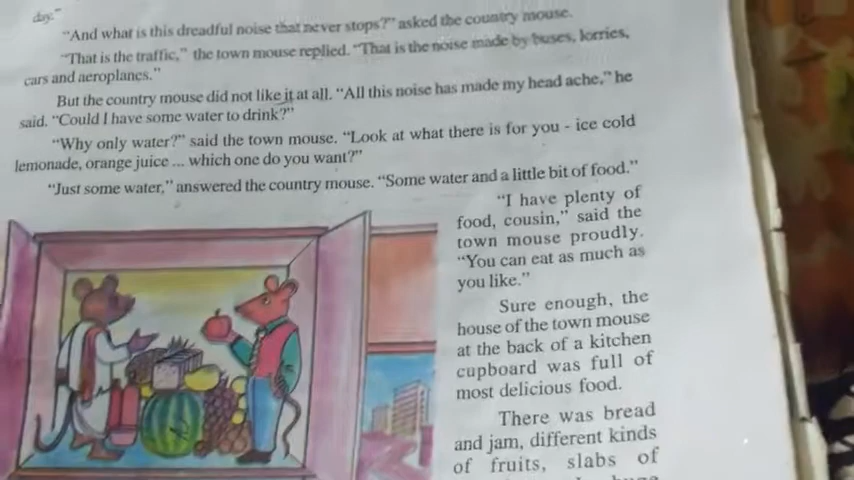 day."
"And what is this dreadful noise that never stops?" asked the country mouse.
"That is the traffic," the town mouse replied. "That is the noise made by buses, lorries,
cars and aeroplanes."
But the country mouse did not like it at all. "All this noise has made my head ache," he
said. "Could I have some water to drink?"
"Why only water?" said the town mouse. "Look at what there is for you - ice cold
lemonade, orange juice ... which one do you want?"
"Just some water," answered the country mouse. "Some water and a little bit of food."
"I have plenty of
food, cousin," said the
town mouse proudly.
"You can eat as much as
you like."
Sure enough, the
house of the town mouse
at the back of a kitchen
cupboard was full of
most delicious food.
There was bread
and jam, different kinds
of fruits, slabs of